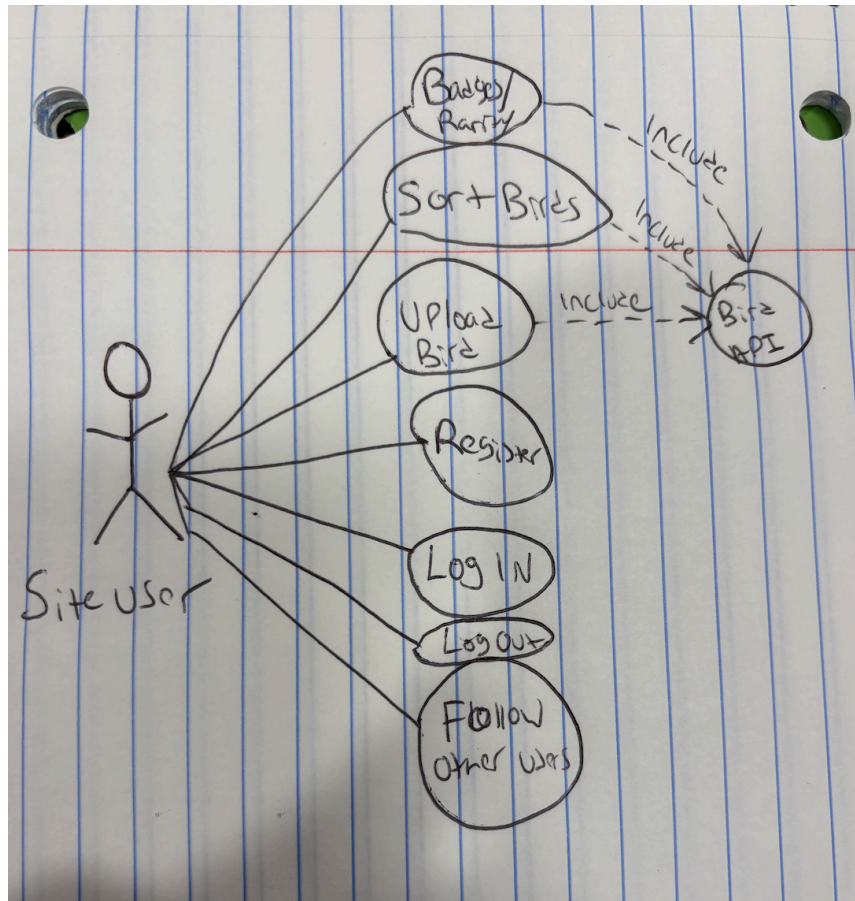 Badges/
Rarity
Include
Sort Birds
Include
Upload
Bird
Include
Bird
API
Register
Log IN
Log Out
Site user
Follow
Other users